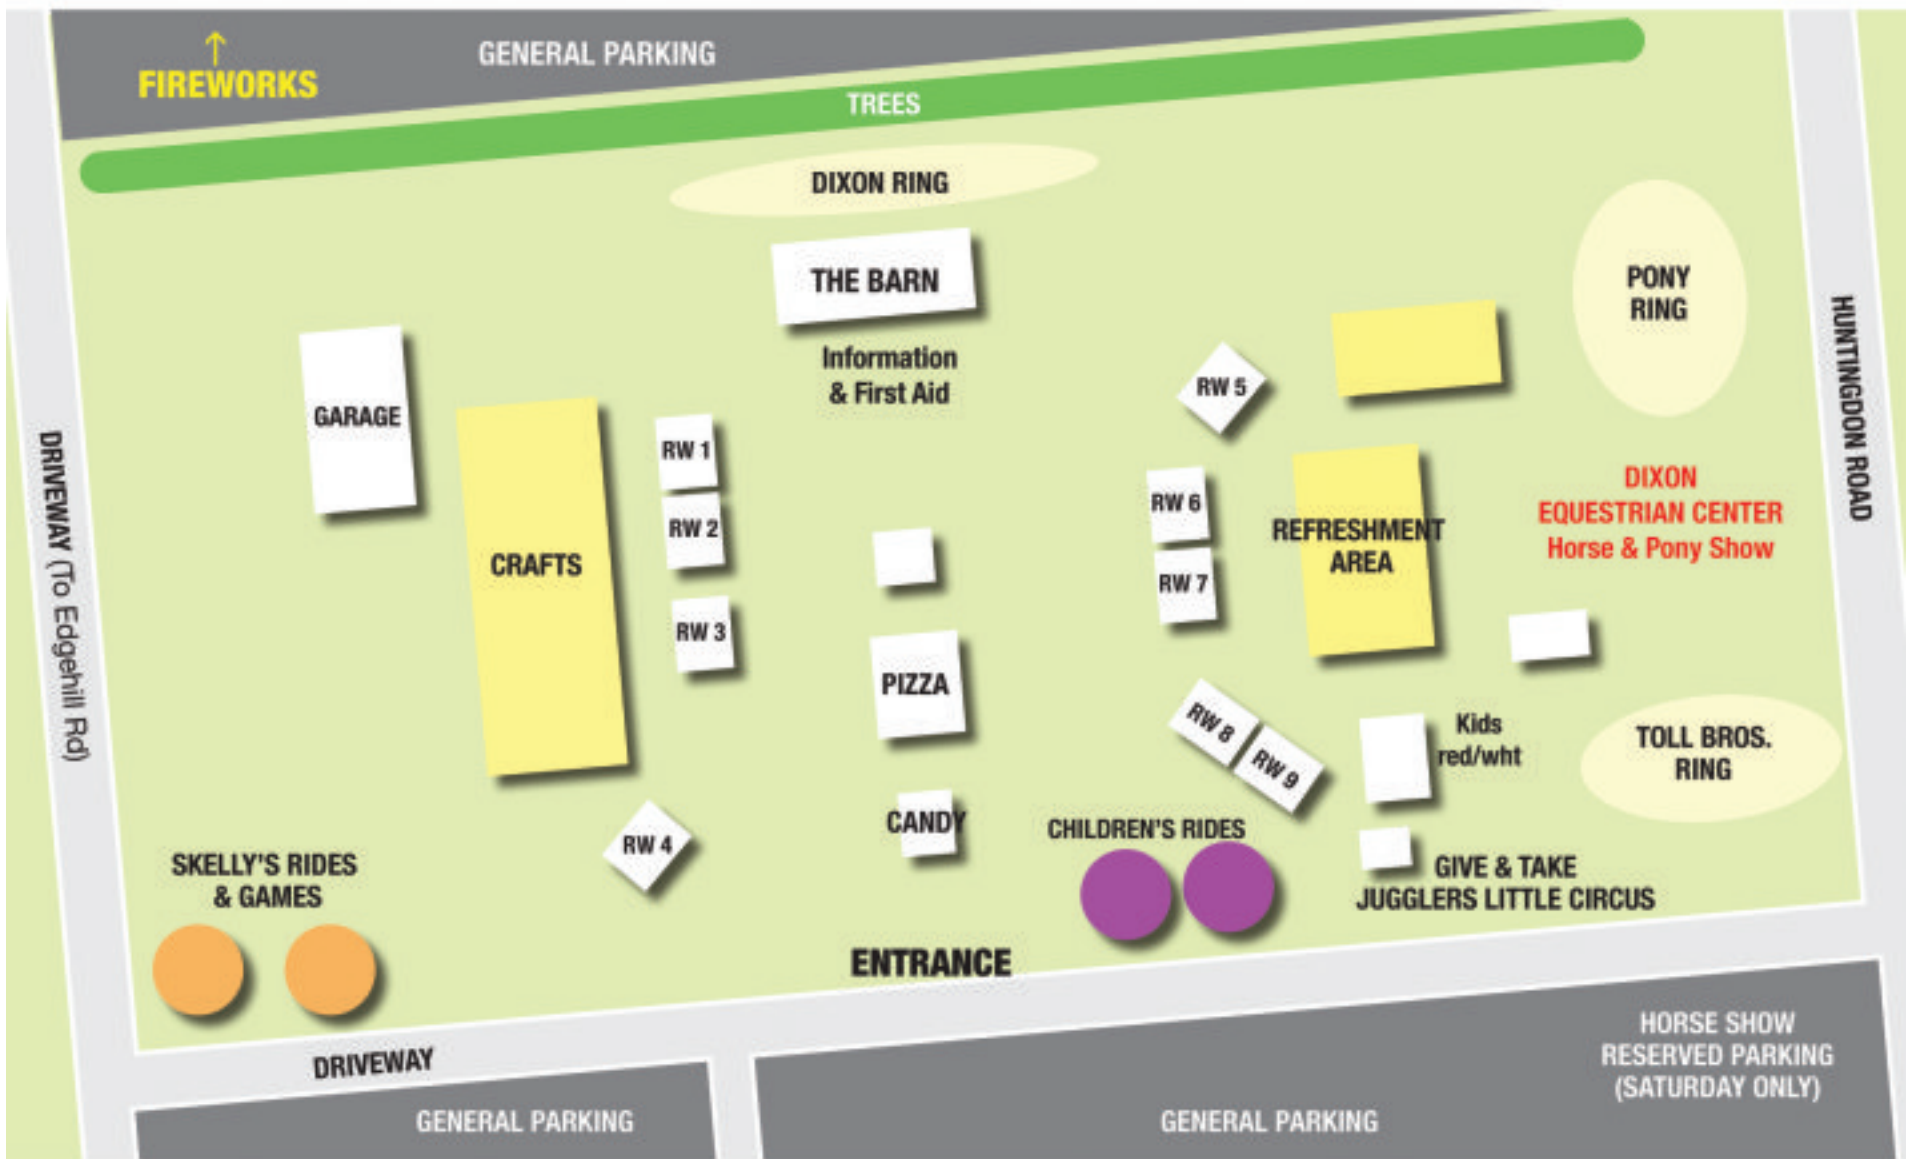 ↑
FIREWORKS
GENERAL PARKING
TREES
DIXON RING
THE BARN
Information
& First Aid
PONY
RING
HUNTINGDON ROAD
GARAGE
RW 5
RW 1
RW 2
RW 3
RW 6
RW 7
CRAFTS
REFRESHMENT
AREA
DIXON
EQUESTRIAN CENTER
Horse & Pony Show
DRIVEWAY (To Edgehill Rd)
PIZZA
RW 8
RW 9
Kids
red/wht
TOLL BROS.
RING
CANDY
RW 4
CHILDREN'S RIDES
SKELLY'S RIDES
& GAMES
GIVE & TAKE
JUGGLERS LITTLE CIRCUS
ENTRANCE
DRIVEWAY
HORSE SHOW
RESERVED PARKING
(SATURDAY ONLY)
GENERAL PARKING
GENERAL PARKING